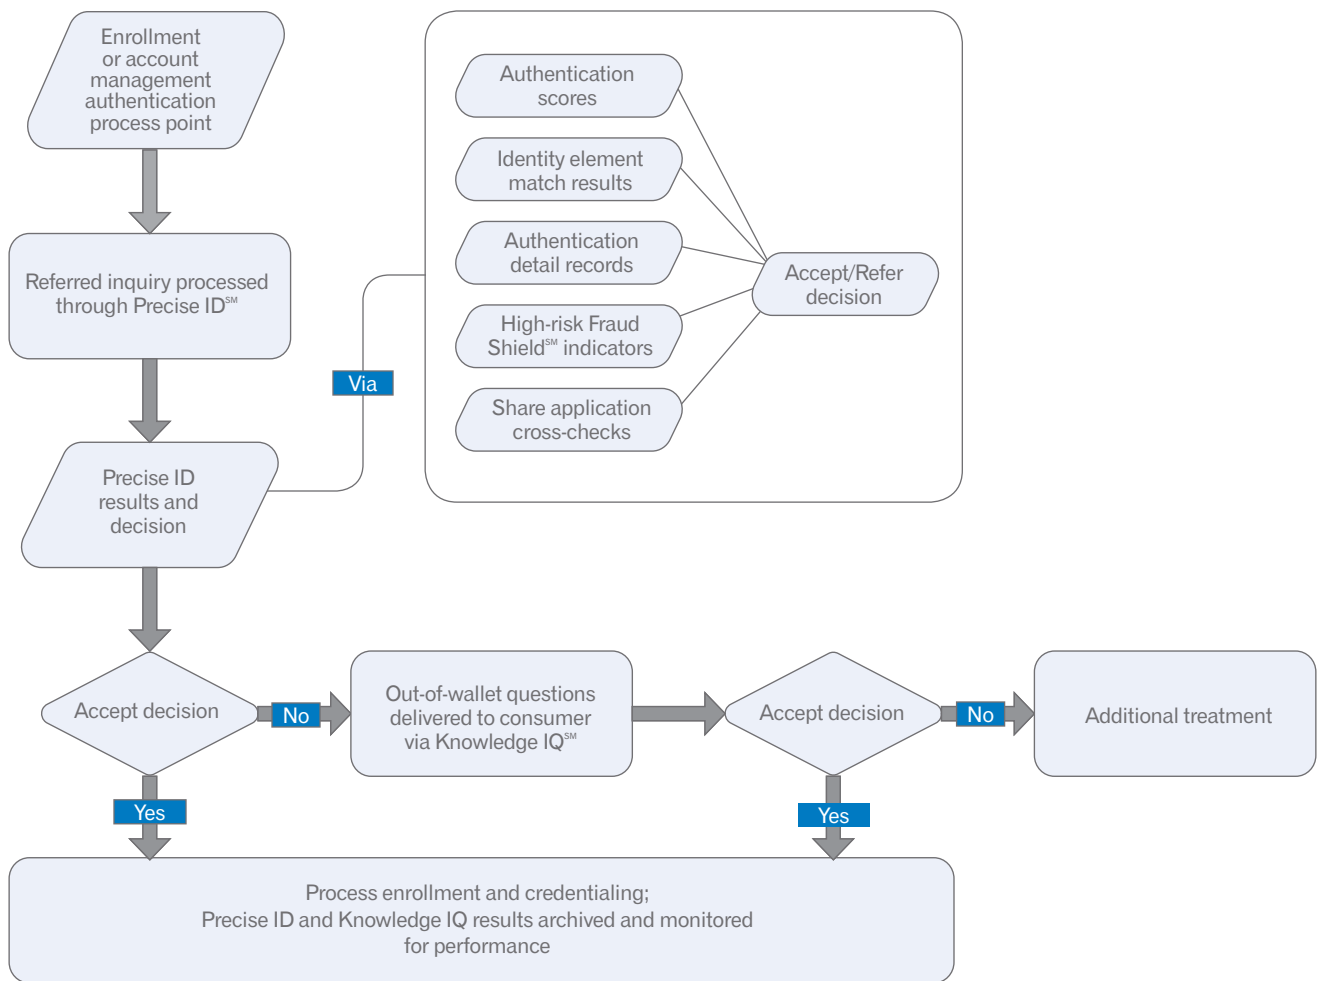 Enrollment
or account
management
authentication
process point
Referred inquiry processed
through Precise ID℠
Precise ID
results and
decision
Via
Authentication
scores
Identity element
match results
Authentication
detail records
High-risk Fraud
Shield℠ indicators
Share application
cross-checks
Accept/Refer
decision
Accept decision
No
Out-of-wallet questions
delivered to consumer
via Knowledge IQ℠
Accept decision
No
Additional treatment
Yes
Yes
Process enrollment and credentialing;
Precise ID and Knowledge IQ results archived and monitored
for performance